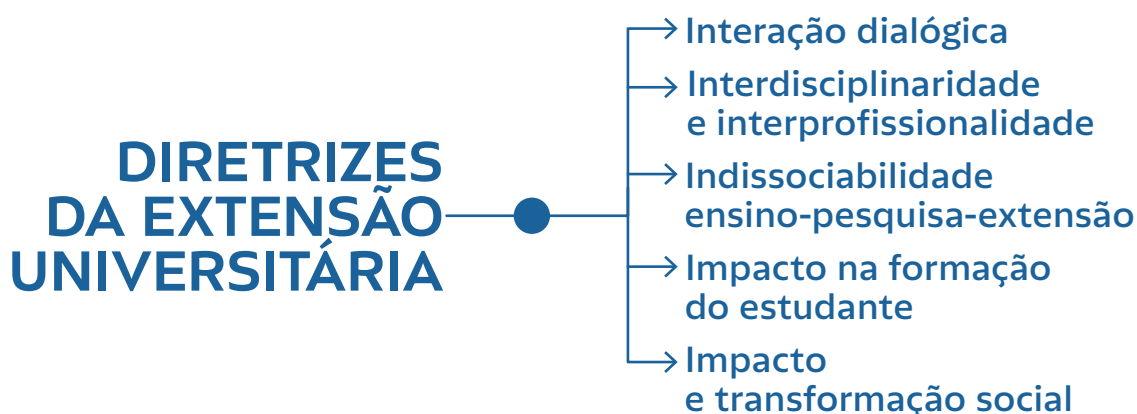 DIRETRIZES
DA EXTENSÃO
UNIVERSITÁRIA
Interação dialógica
Interdisciplinaridade
e interprofissionalidade
Indissociabilidade
ensino-pesquisa-extensão
Impacto na formação
do estudante
Impacto
e transformação social